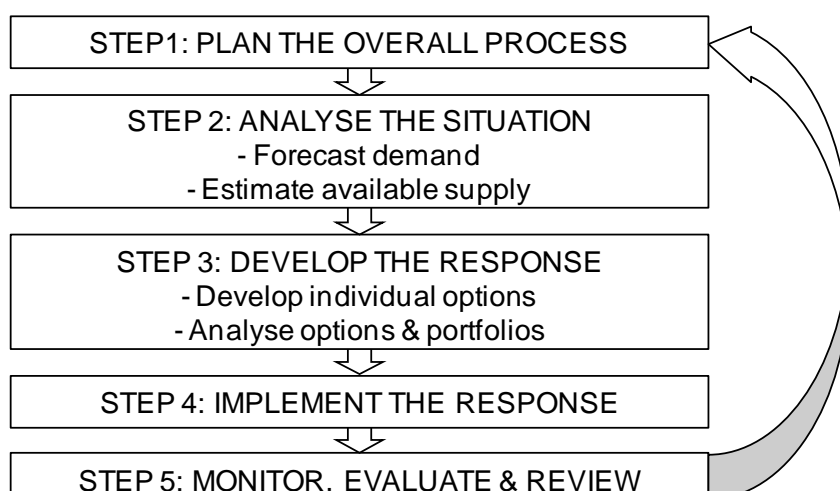 STEP1: PLAN THE OVERALL PROCESS
STEP 2: ANALYSE THE SITUATION
- Forecast demand
- Estimate available supply
STEP 3: DEVELOP THE RESPONSE
- Develop individual options
- Analyse options & portfolios
STEP 4: IMPLEMENT THE RESPONSE
STEP 5: MONITOR, EVALUATE & REVIEW